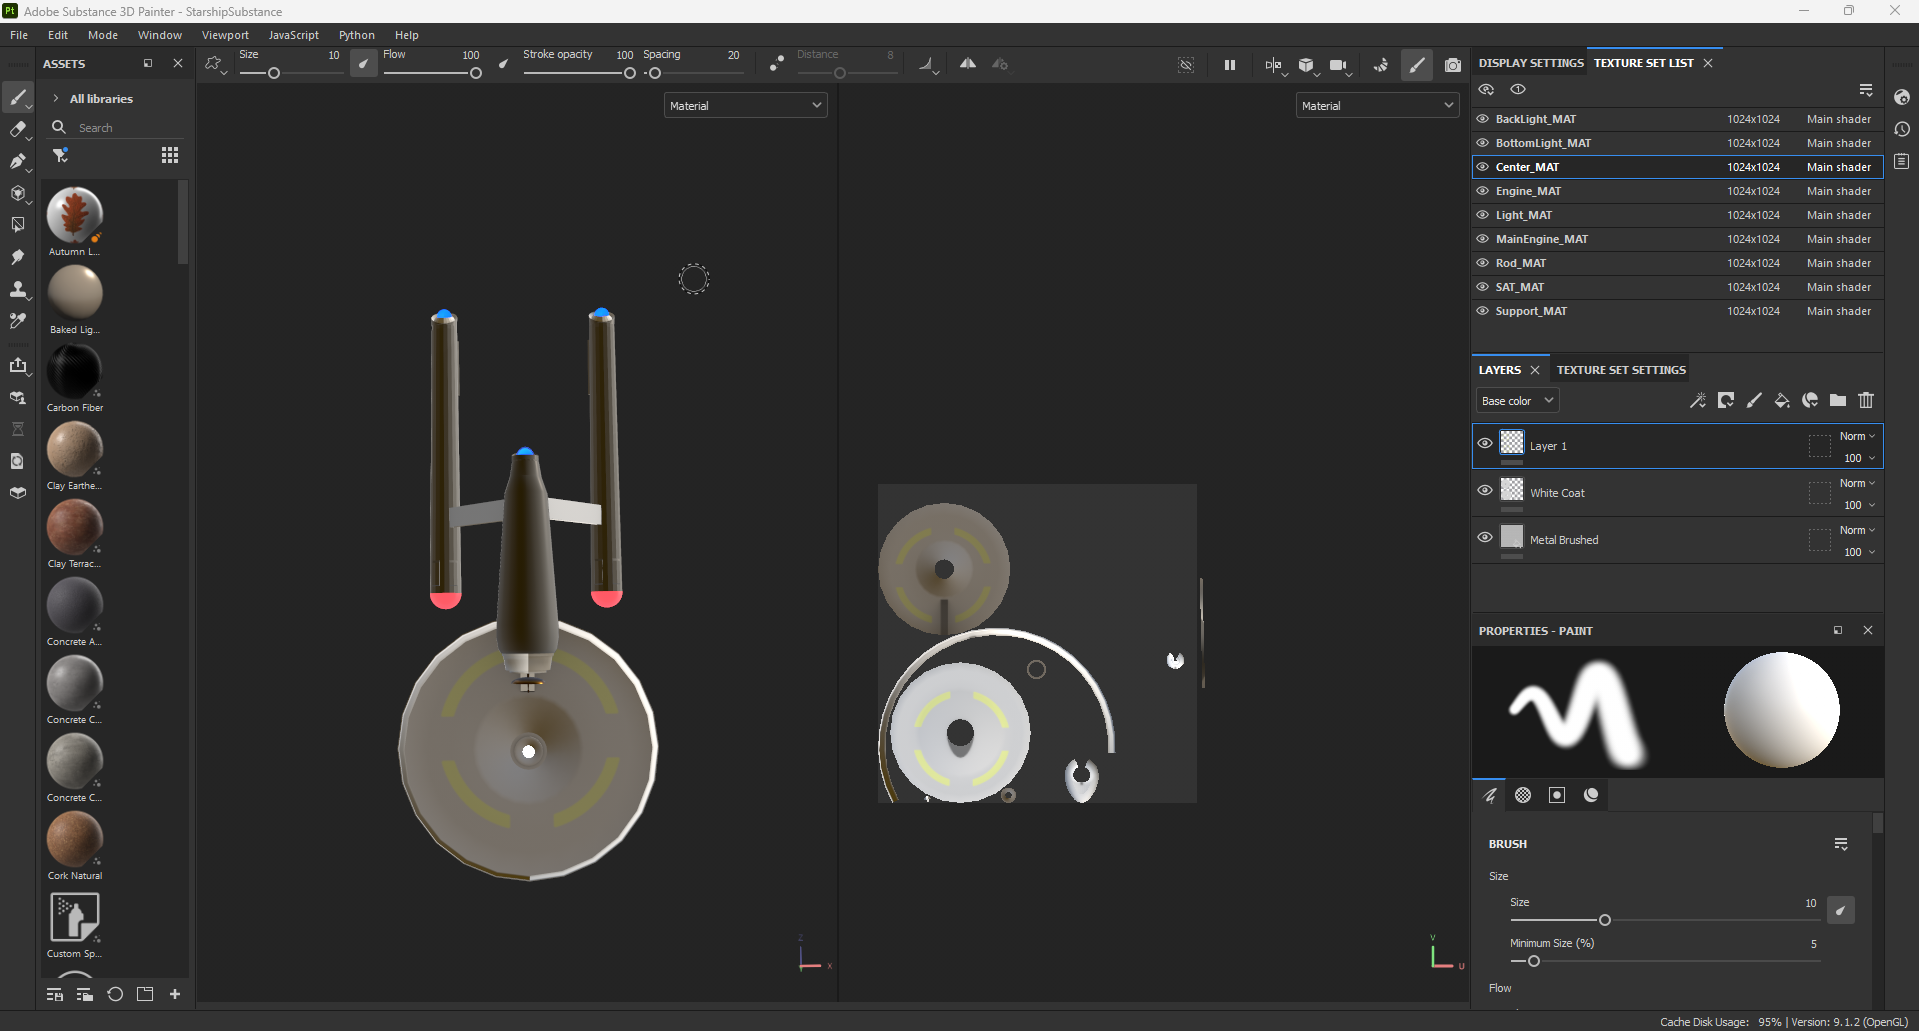 Pt Adobe Substance 3D Painter - StarshipSubstance
File Edit Mode Window Viewport JavaScript Python Help
ASSETS
Size 10 Flow 100 Stroke opacity 100 Spacing 20 Distance 8
All libraries
Search
Autumn L...
Baked Lig...
Carbon Fiber
Clay Earthe...
Clay Terrac...
Concrete A...
Concrete C...
Concrete C...
Cork Natural
Custom Sp...
Material
Material
Z
X
V
U
DISPLAY SETTINGS TEXTURE SET LIST
BackLight_MAT 1024x1024 Main shader
BottomLight_MAT 1024x1024 Main shader
Center_MAT 1024x1024 Main shader
Engine_MAT 1024x1024 Main shader
Light_MAT 1024x1024 Main shader
MainEngine_MAT 1024x1024 Main shader
Rod_MAT 1024x1024 Main shader
SAT_MAT 1024x1024 Main shader
Support_MAT 1024x1024 Main shader
LAYERS TEXTURE SET SETTINGS
Base color
Layer 1 Norm
100
White Coat Norm
100
Metal Brushed Norm
100
PROPERTIES - PAINT
BRUSH
Size
Size 10
Minimum Size (%) 5
Flow
Cache Disk Usage: 95% | Version: 9.1.2 (OpenGL)